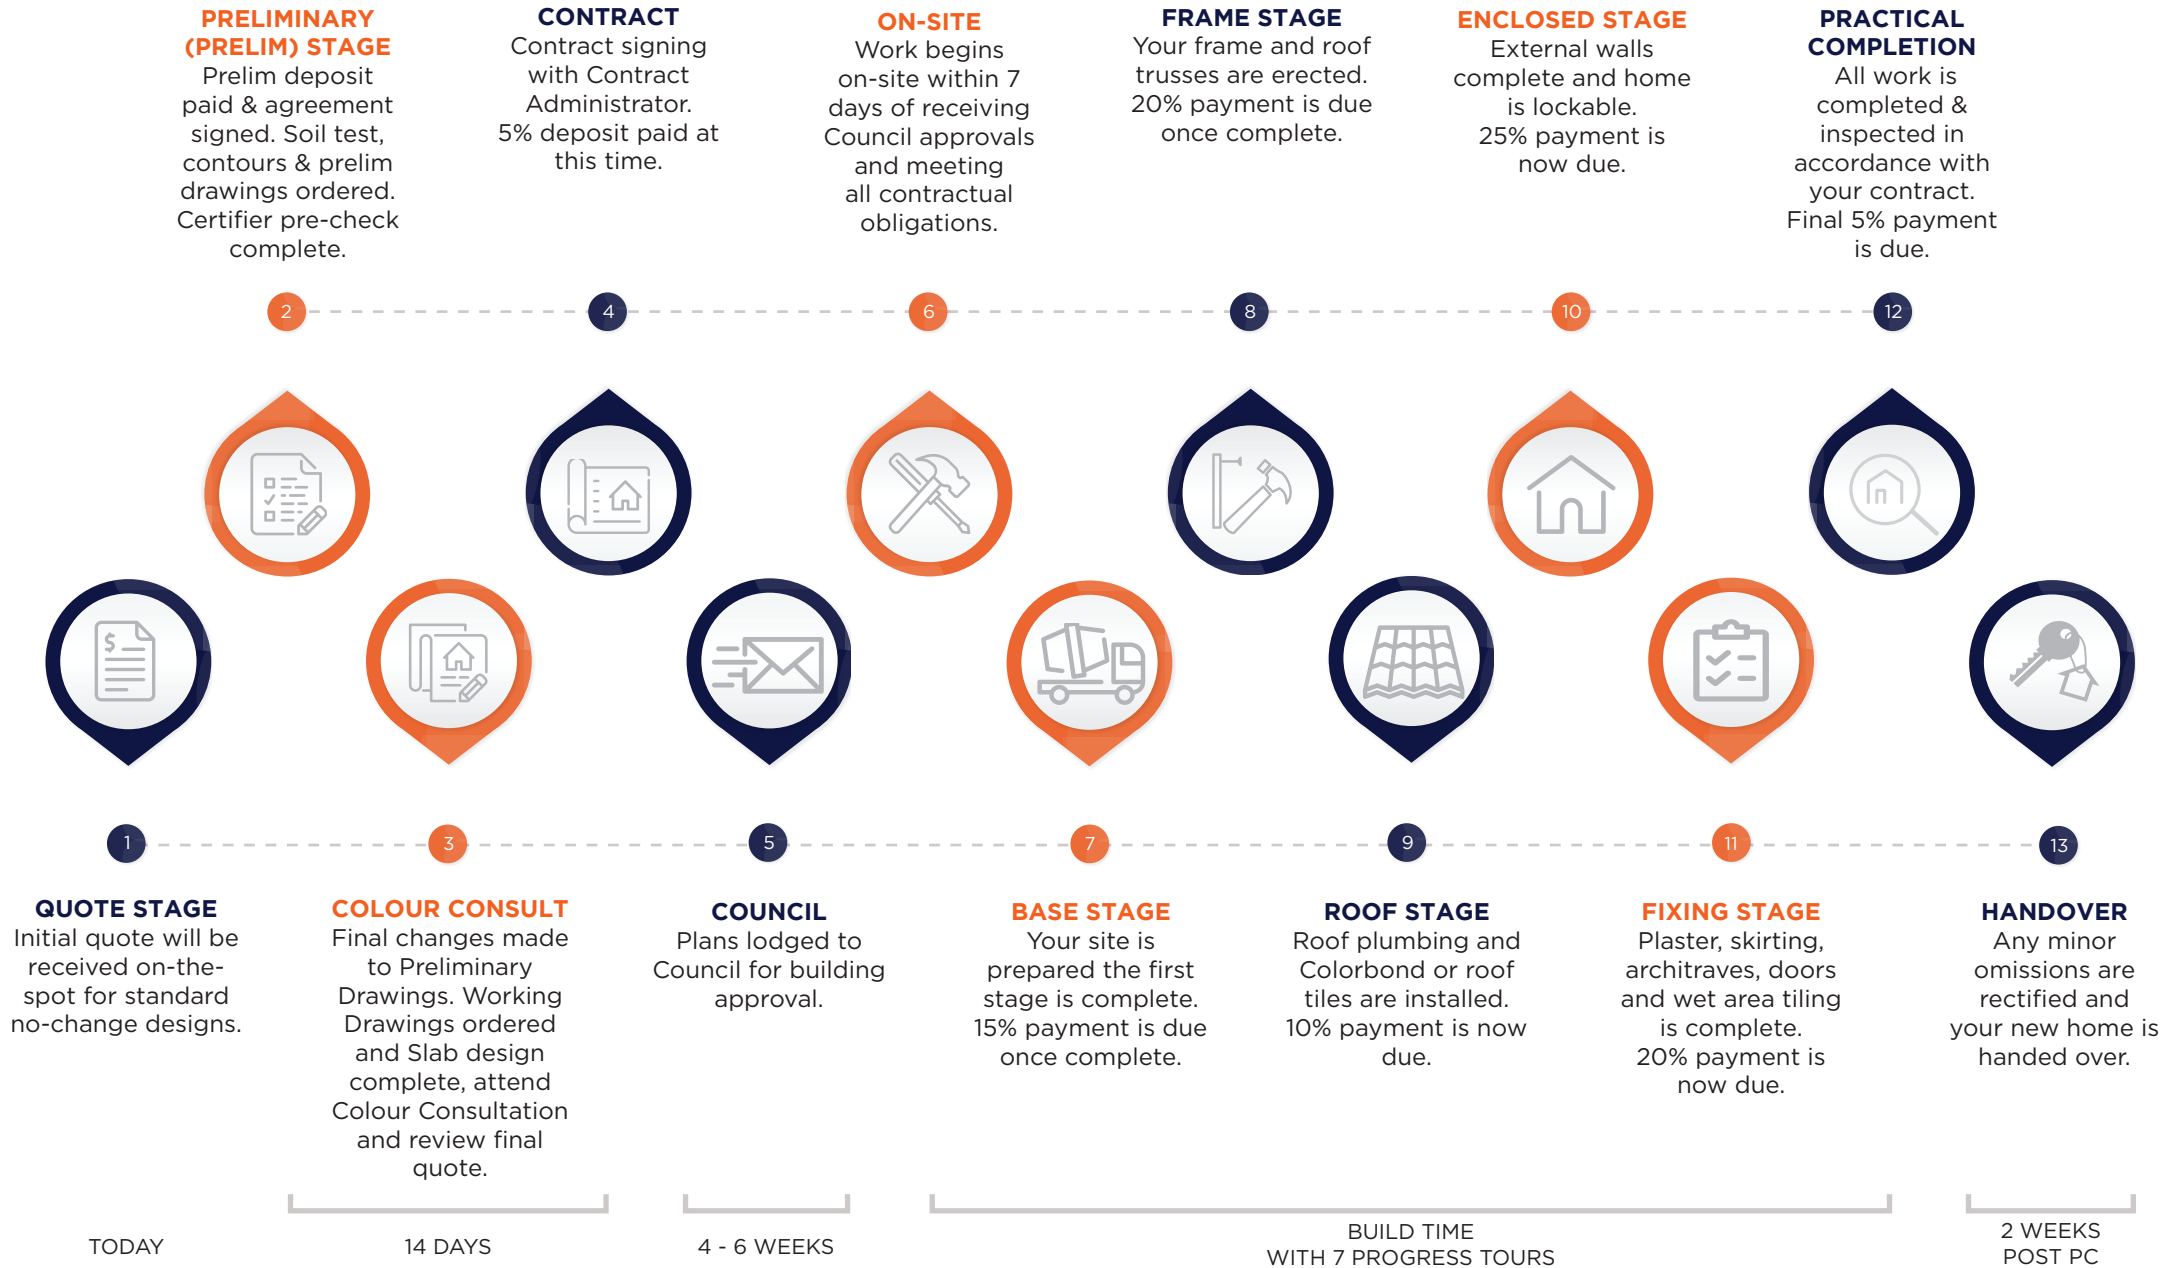 PRELIMINARY
(PRELIM) STAGE
Prelim deposit
paid & agreement
signed. Soil test,
contours & prelim
drawings ordered.
Certifier pre-check
complete.
CONTRACT
Contract signing
with Contract
Administrator.
5% deposit paid at
this time.
ON-SITE
Work begins
on-site within 7
days of receiving
Council approvals
and meeting
all contractual
obligations.
FRAME STAGE
Your frame and roof
trusses are erected.
20% payment is due
once complete.
ENCLOSED STAGE
External walls
complete and home
is lockable.
25% payment is
now due.
PRACTICAL
COMPLETION
All work is
completed &
inspected in
accordance with
your contract.
Final 5% payment
is due.
2
4
6
8
10
12
$
1
3
5
7
9
11
13
QUOTE STAGE
Initial quote will be
received on-the-
spot for standard
no-change designs.
COLOUR CONSULT
Final changes made
to Preliminary
Drawings. Working
Drawings ordered
and Slab design
complete, attend
Colour Consultation
and review final
quote.
COUNCIL
Plans lodged to
Council for building
approval.
BASE STAGE
Your site is
prepared the first
stage is complete.
15% payment is due
once complete.
ROOF STAGE
Roof plumbing and
Colorbond or roof
tiles are installed.
10% payment is now
due.
FIXING STAGE
Plaster, skirting,
architraves, doors
and wet area tiling
is complete.
20% payment is
now due.
HANDOVER
Any minor
omissions are
rectified and
your new home is
handed over.
TODAY
14 DAYS
4 - 6 WEEKS
BUILD TIME
WITH 7 PROGRESS TOURS
2 WEEKS
POST PC